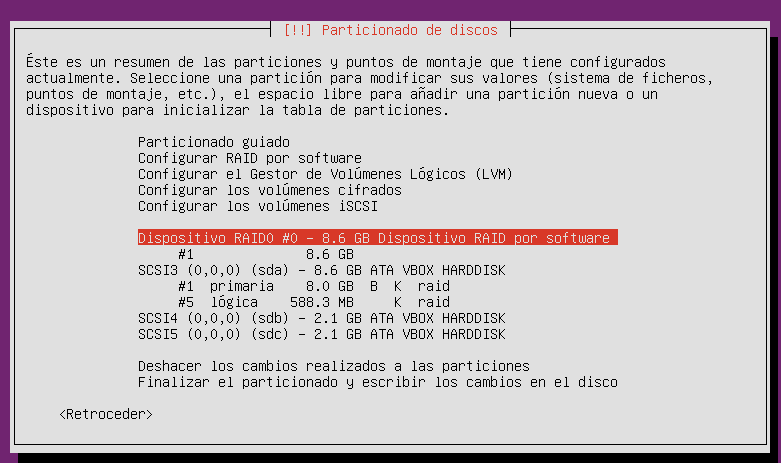 [!!] Particionado de discos
Éste es un resumen de las particiones y puntos de montaje que tiene configurados
actualmente. Seleccione una partición para modificar sus valores (sistema de ficheros,
puntos de montaje, etc.), el espacio libre para añadir una partición nueva o un
dispositivo para inicializar la tabla de particiones.
Particionado guiado
Configurar RAID por software
Configurar el Gestor de Volúmenes Lógicos (LVM)
Configurar los volúmenes cifrados
Configurar los volúmenes iSCSI
Dispositivo RAID0 #0 – 8.6 GB Dispositivo RAID por software
#1 8.6 GB
SCSI3 (0,0,0) (sda) – 8.6 GB ATA VBOX HARDDISK
#1 primaria 8.0 GB B K raid
#5 lógica 588.3 MB K raid
SCSI4 (0,0,0) (sdb) – 2.1 GB ATA VBOX HARDDISK
SCSI5 (0,0,0) (sdc) – 2.1 GB ATA VBOX HARDDISK
Deshacer los cambios realizados a las particiones
Finalizar el particionado y escribir los cambios en el disco
<Retroceder>